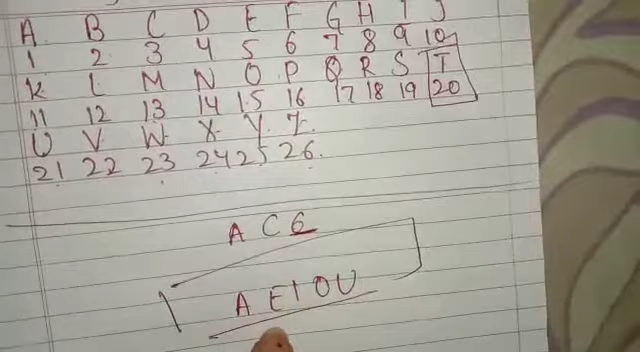 A B C D E F G H I J
1 2 3 4 5 6 7 8 9 10
K L M N O P Q R S T
11 12 13 14 15 16 17 18 19 20
U V W X Y Z
21 22 23 24 25 26
A C E
A E I O U